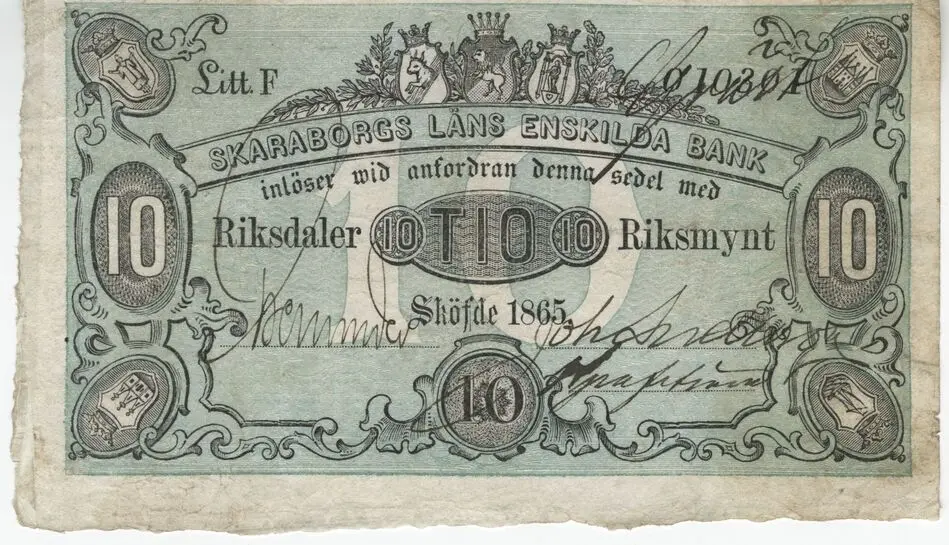 Litt. F
SKARABORGS LÄNS ENSKILDA BANK
inlöser wid anfordran denna sedel med
10 Riksdaler 10 TIO 10 Riksmynt 10
Sköfde 1865.
10